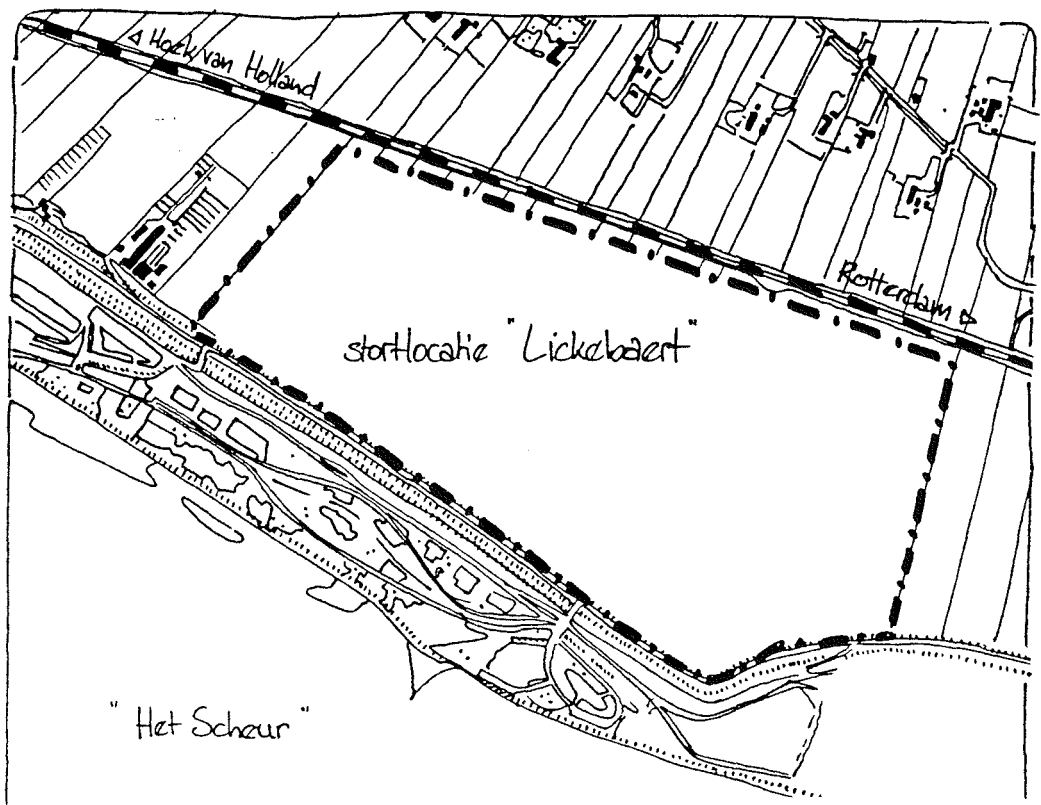 ◁ Hoek van Holland
Rotterdam ▷
stortlocatie "Lickebaert"
"Het Scheur"